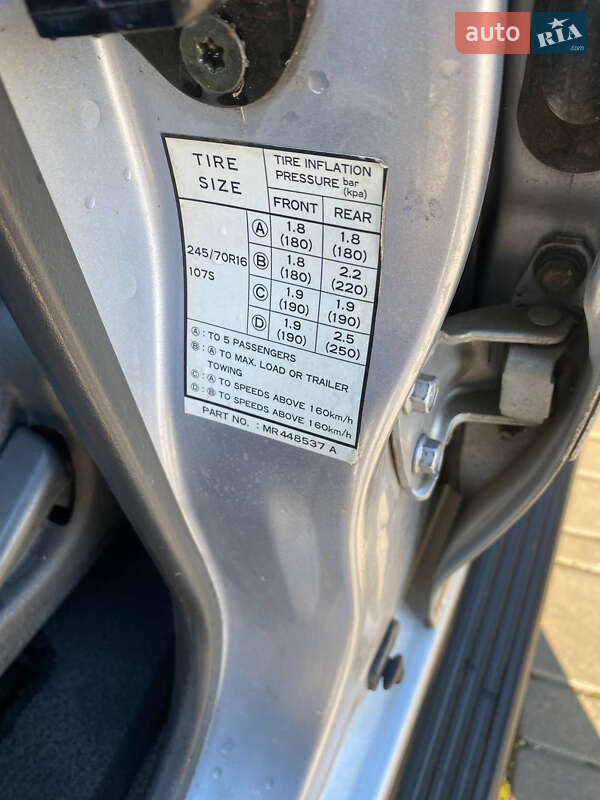 auto RIA.com
TIRE SIZE TIRE INFLATION PRESSURE bar (kpa)
FRONT REAR
245/70R16 107S
Ⓐ 1.8 (180) 1.8 (180)
Ⓑ 1.8 (180) 2.2 (220)
Ⓒ 1.9 (190) 1.9 (190)
Ⓓ 1.9 (190) 2.5 (250)
Ⓐ : TO 5 PASSENGERS
Ⓑ : Ⓐ TO MAX. LOAD OR TRAILER
TOWING
Ⓒ : Ⓐ TO SPEEDS ABOVE 160km/h
Ⓓ : Ⓑ TO SPEEDS ABOVE 160km/h
PART NO. : MR448537 A